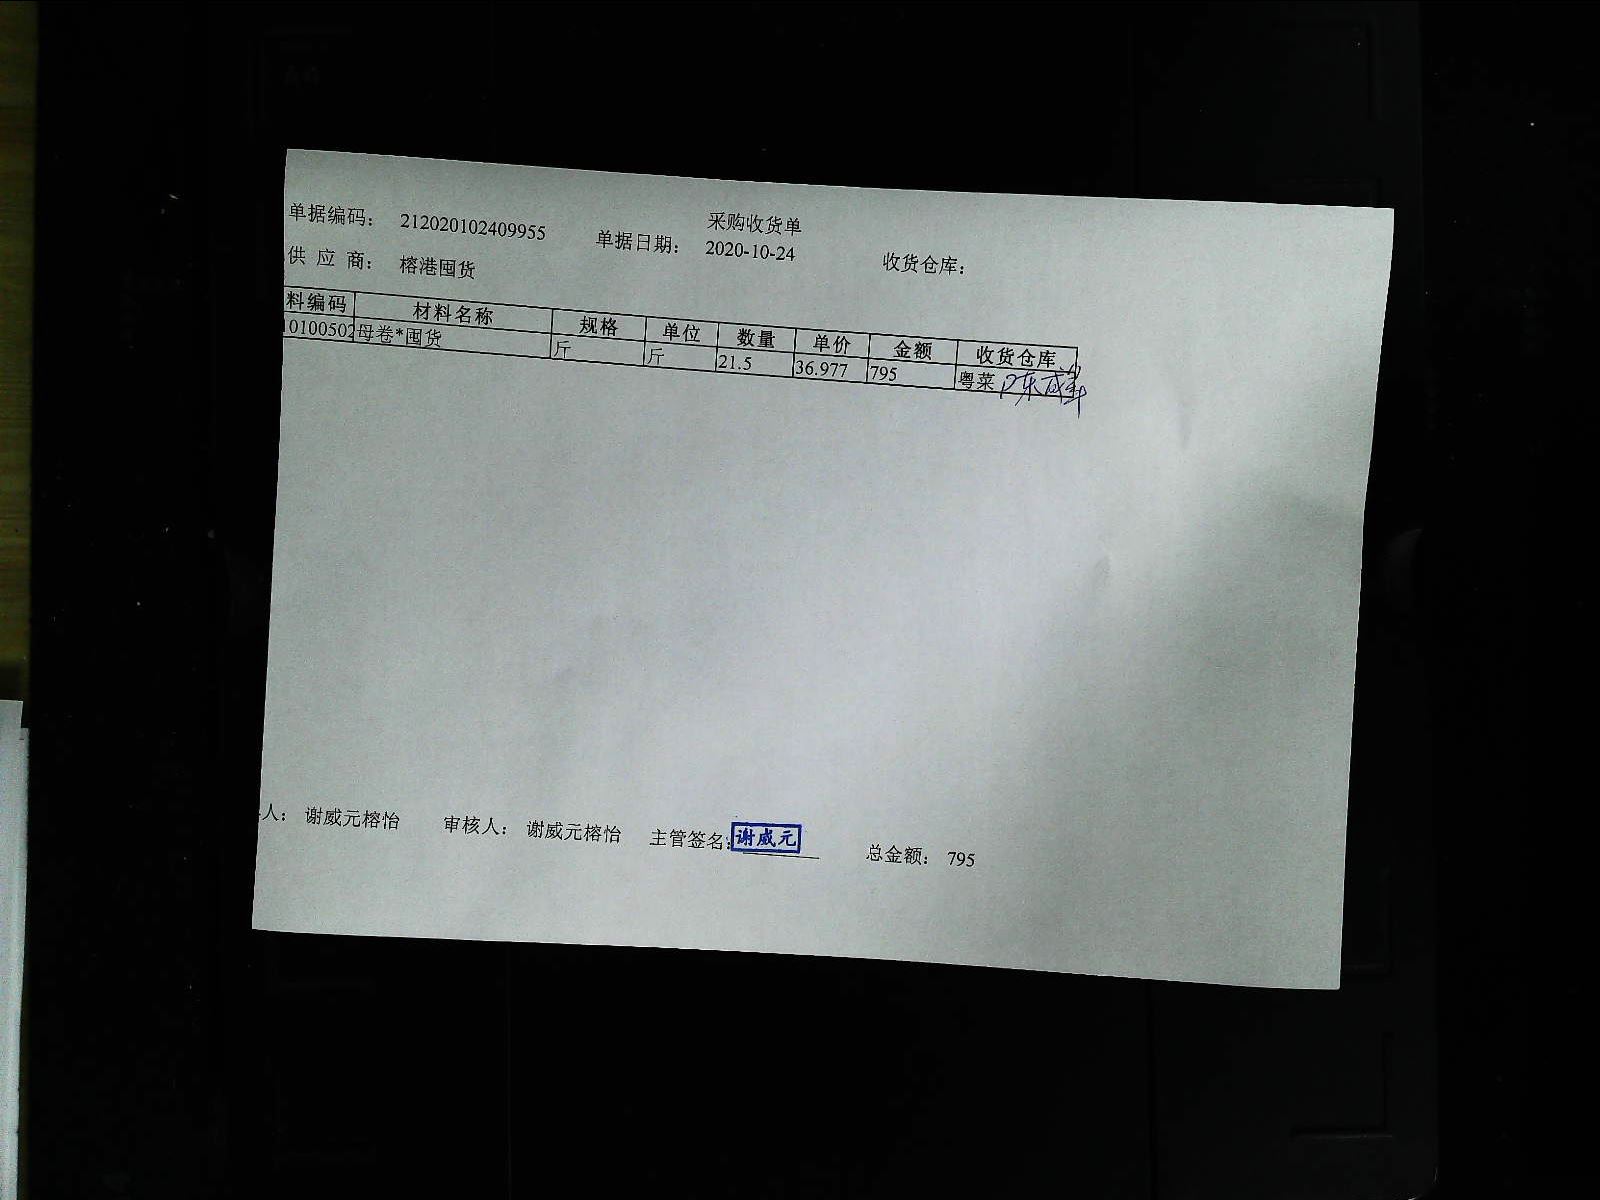 采购收货单
单据编码： 212020102409955 单据日期： 2020-10-24 收货仓库：
供 应 商： 榕港囤货
料编码 材料名称 规格 单位 数量 单价 金额 收货仓库
10100502 母卷*囤货 斤 斤 21.5 36.977 795 粤菜
人： 谢威元榕怡 审核人： 谢威元榕怡 主管签名： 谢威元 总金额： 795